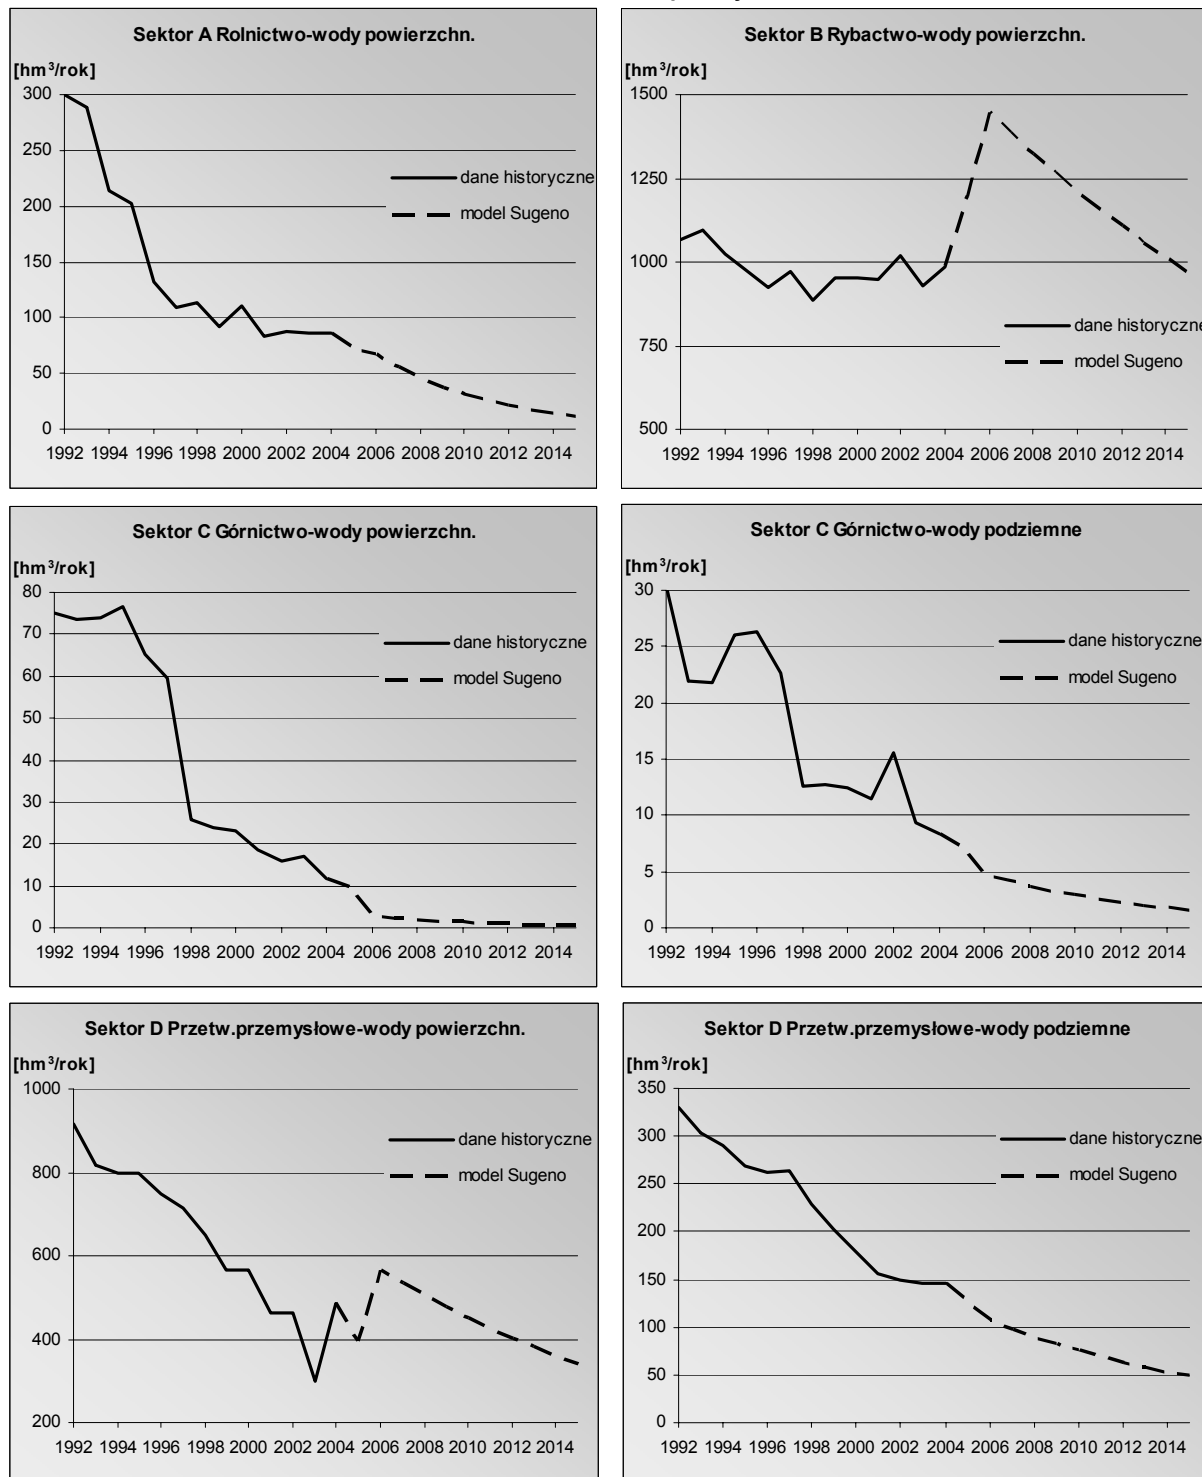 Sektor A Rolnictwo-wody powierzchn.
[hm³/rok]
300
250
200
150
100
50
0
dane historyczne
model Sugeno
1992 1994 1996 1998 2000 2002 2004 2006 2008 2010 2012 2014
Sektor B Rybactwo-wody powierzchn.
[hm³/rok]
1500
1250
1000
750
500
dane historyczne
model Sugeno
1992 1994 1996 1998 2000 2002 2004 2006 2008 2010 2012 2014
Sektor C Górnictwo-wody powierzchn.
[hm³/rok]
80
70
60
50
40
30
20
10
0
dane historyczne
model Sugeno
1992 1994 1996 1998 2000 2002 2004 2006 2008 2010 2012 2014
Sektor C Górnictwo-wody podziemne
[hm³/rok]
30
25
20
15
10
5
0
dane historyczne
model Sugeno
1992 1994 1996 1998 2000 2002 2004 2006 2008 2010 2012 2014
Sektor D Przetw.przemysłowe-wody powierzchn.
[hm³/rok]
1000
800
600
400
200
dane historyczne
model Sugeno
1992 1994 1996 1998 2000 2002 2004 2006 2008 2010 2012 2014
Sektor D Przetw.przemysłowe-wody podziemne
[hm³/rok]
350
300
250
200
150
100
50
0
dane historyczne
model Sugeno
1992 1994 1996 1998 2000 2002 2004 2006 2008 2010 2012 2014